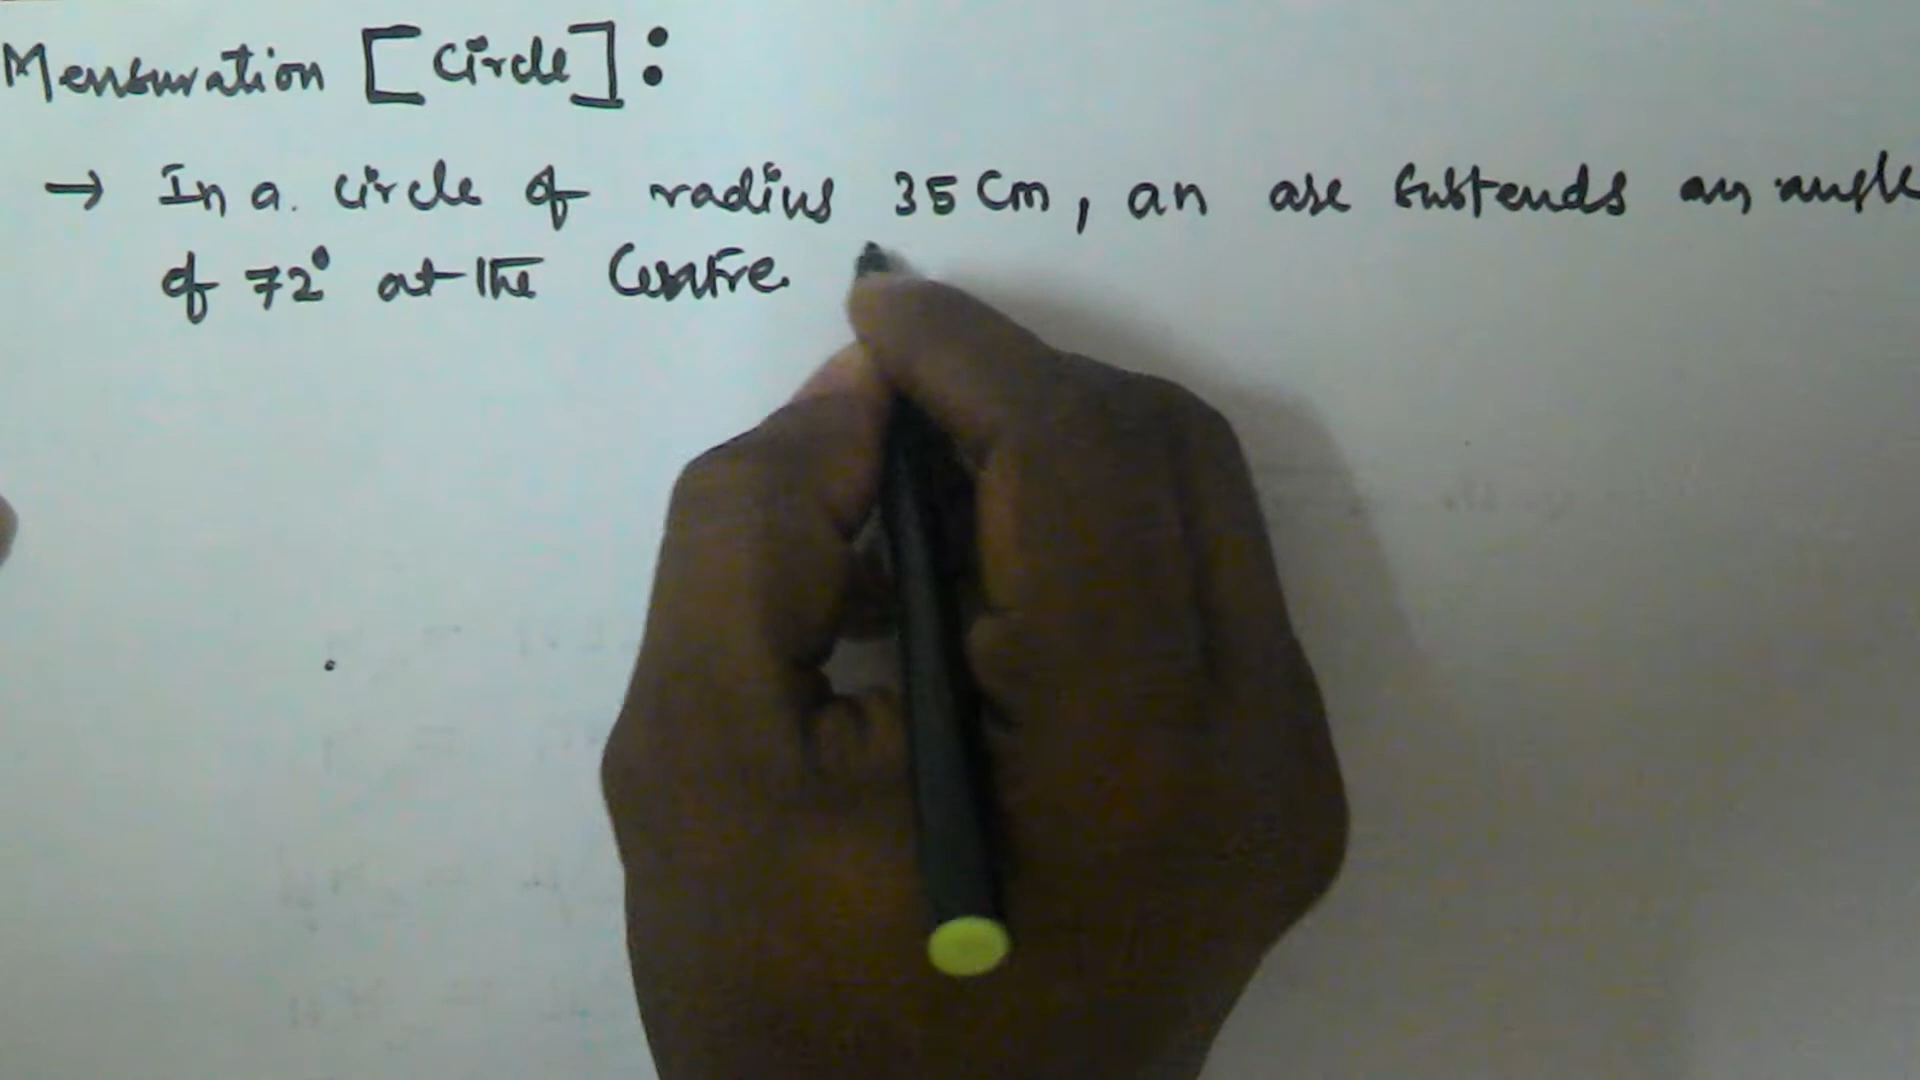 Mensuration [Circle]:
→ In a. circle of radius 35 Cm, an arc subtends an angle
of 72° at the Centre